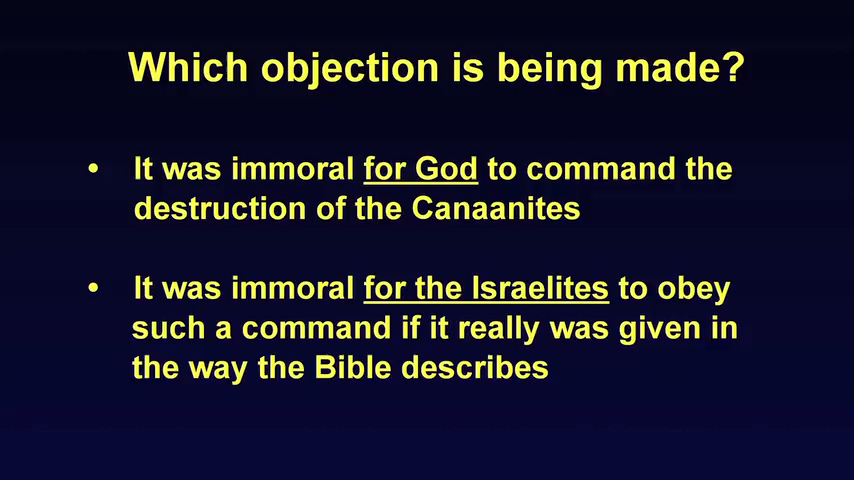 Which objection is being made?
• It was immoral for God to command the
destruction of the Canaanites
• It was immoral for the Israelites to obey
such a command if it really was given in
the way the Bible describes